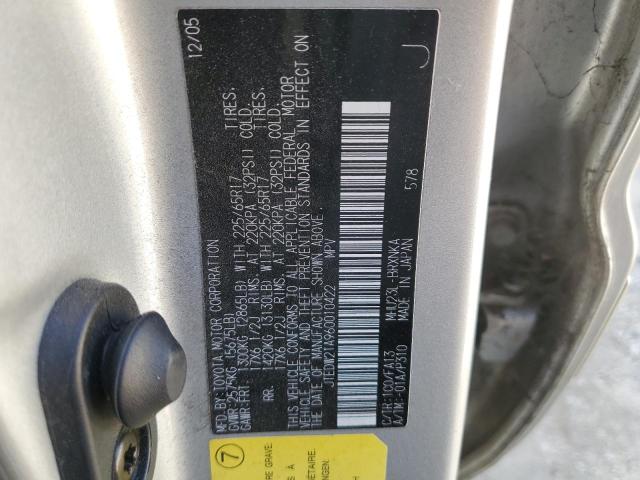 MFD.BY: TOYOTA MOTOR CORPORATION 12/05
GVWR: 2575KG (5675LB)
GAWR:FRT. 1300KG (2865LB) WITH 225/65R17 TIRES.
17X6 1/2J RIMS. AT 220KPA (32PSI) COLD.
RR. 1420KG (3130LB) WITH 225/65R17 TIRES.
17X6 1/2J RIMS. AT 220KPA (32PSI) COLD.
THIS VEHICLE CONFORMS TO ALL APPLICABLE FEDERAL MOTOR
VEHICLE SAFETY AND THEFT PREVENTION STANDARDS IN EFFECT ON
THE DATE OF MANUFACTURE SHOWN ABOVE.
JTEDW21A960010422 MPV
578
C/TR:1C0/FA13 MHU23L-BRXNKA
A/TM:-01A/P310 MADE IN JAPAN
J
7
E GRAVE.
S À
ÉTAIRE.
NGEN.